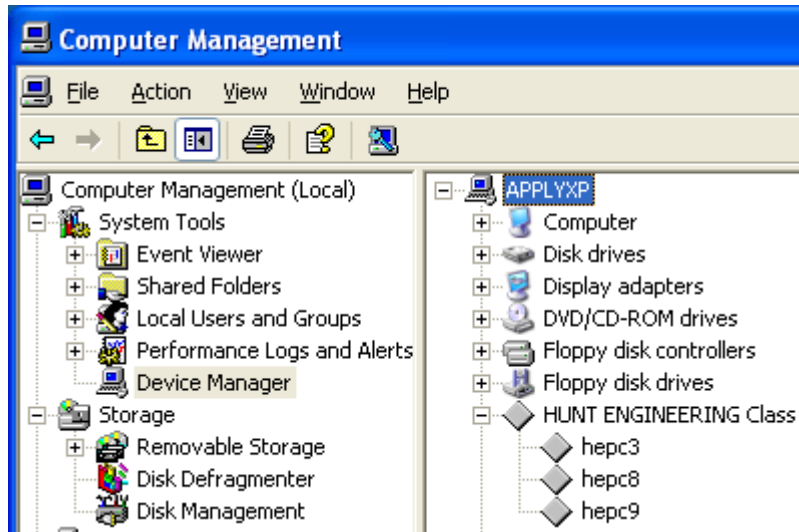 Computer Management
File Action View Window Help
Computer Management (Local)
System Tools
Event Viewer
Shared Folders
Local Users and Groups
Performance Logs and Alerts
Device Manager
Storage
Removable Storage
Disk Defragmenter
Disk Management
APPLYXP
Computer
Disk drives
Display adapters
DVD/CD-ROM drives
Floppy disk controllers
Floppy disk drives
HUNT ENGINEERING Class
hepc3
hepc8
hepc9